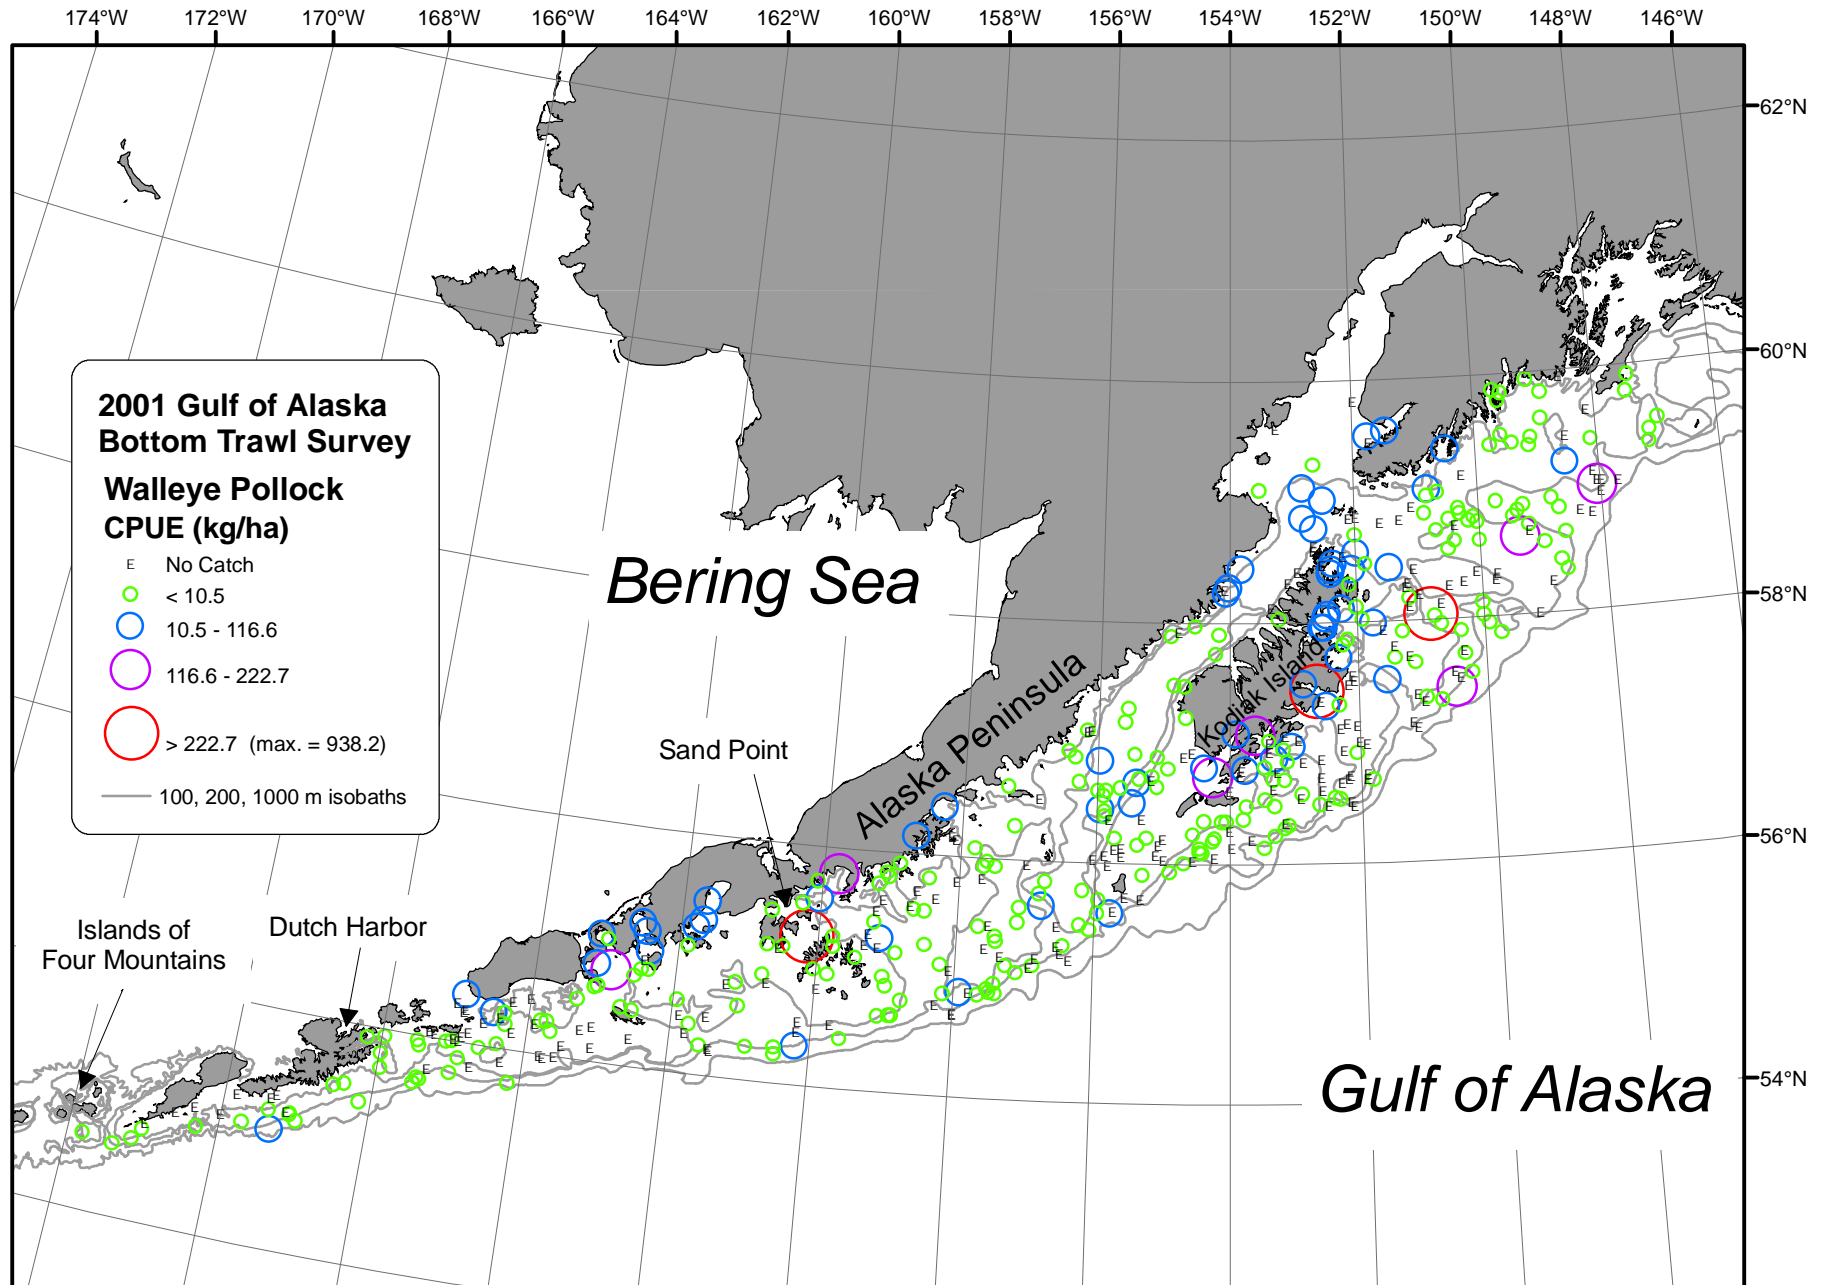 174°W 172°W 170°W 168°W 166°W 164°W 162°W 160°W 158°W 156°W 154°W 152°W 150°W 148°W 146°W
62°N
60°N
58°N
56°N
54°N
2001 Gulf of Alaska
Bottom Trawl Survey
Walleye Pollock
CPUE (kg/ha)
E No Catch
< 10.5
10.5 - 116.6
116.6 - 222.7
> 222.7 (max. = 938.2)
100, 200, 1000 m isobaths
Bering Sea
Alaska Peninsula
Kodiak Island
Sand Point
Dutch Harbor
Islands of
Four Mountains
Gulf of Alaska